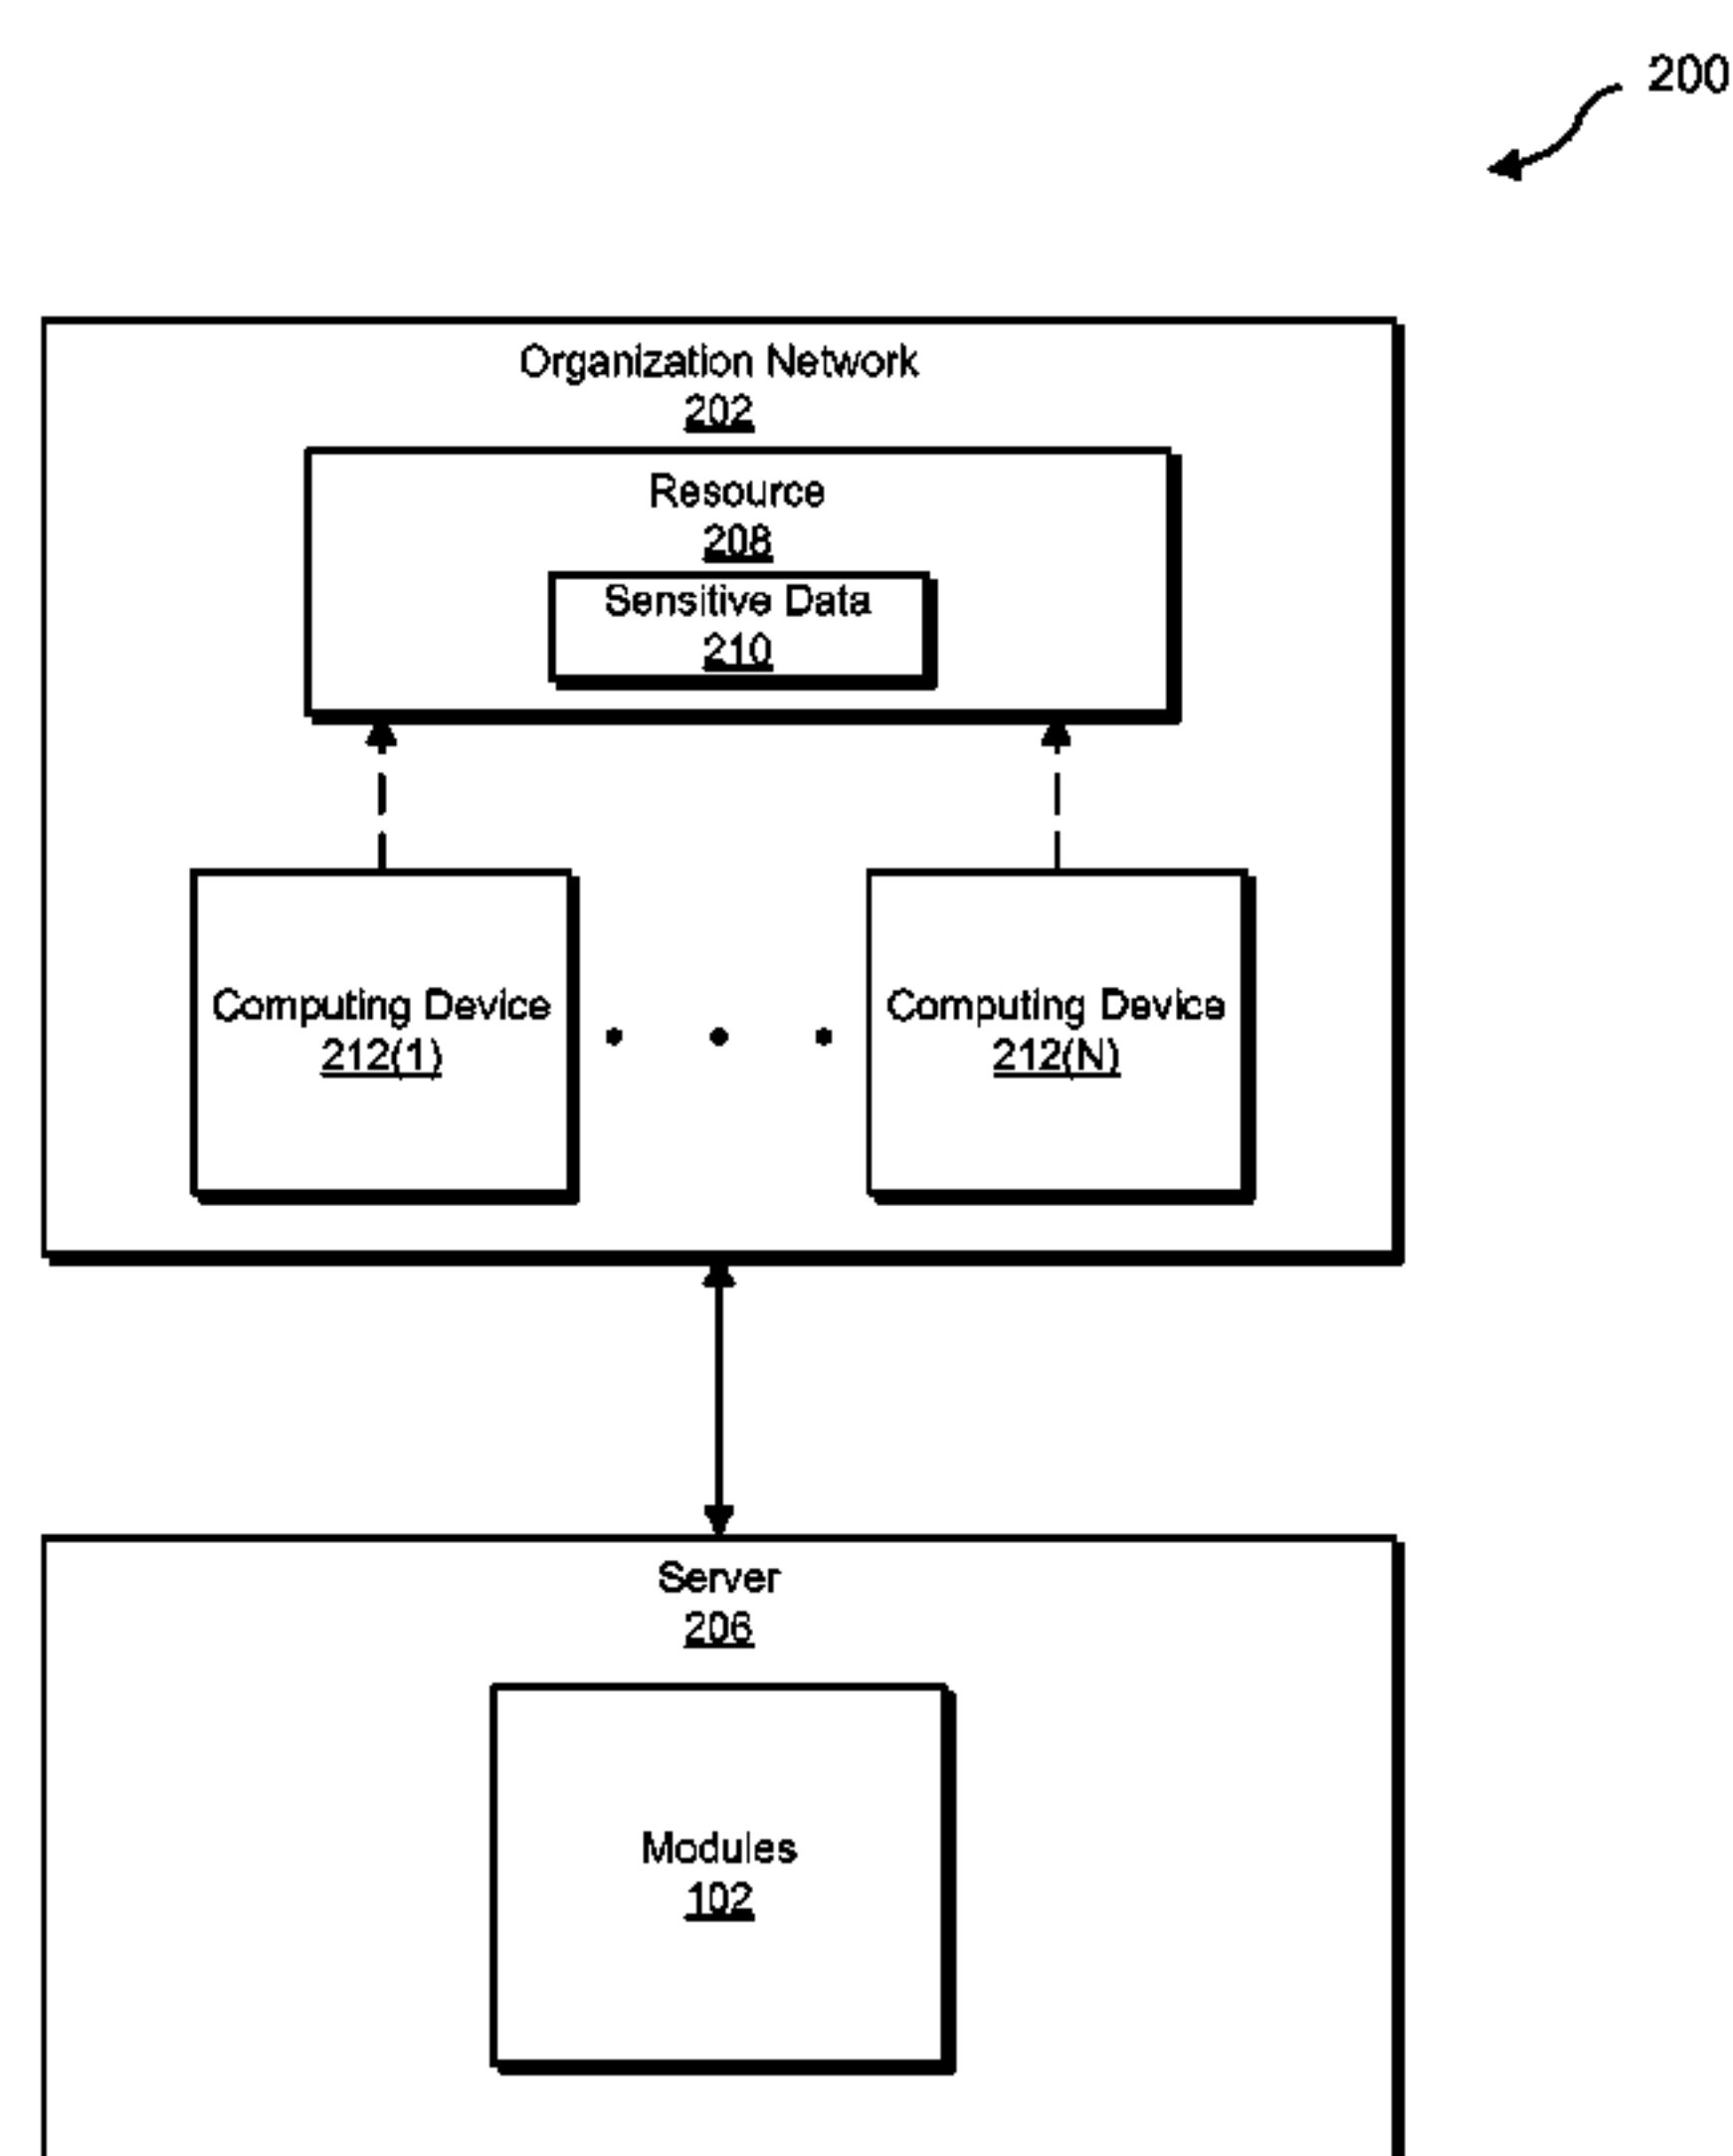 200
Organization Network
202
Resource
208
Sensitive Data
210
Computing Device
212(1)
Computing Device
212(N)
Server
206
Modules
102